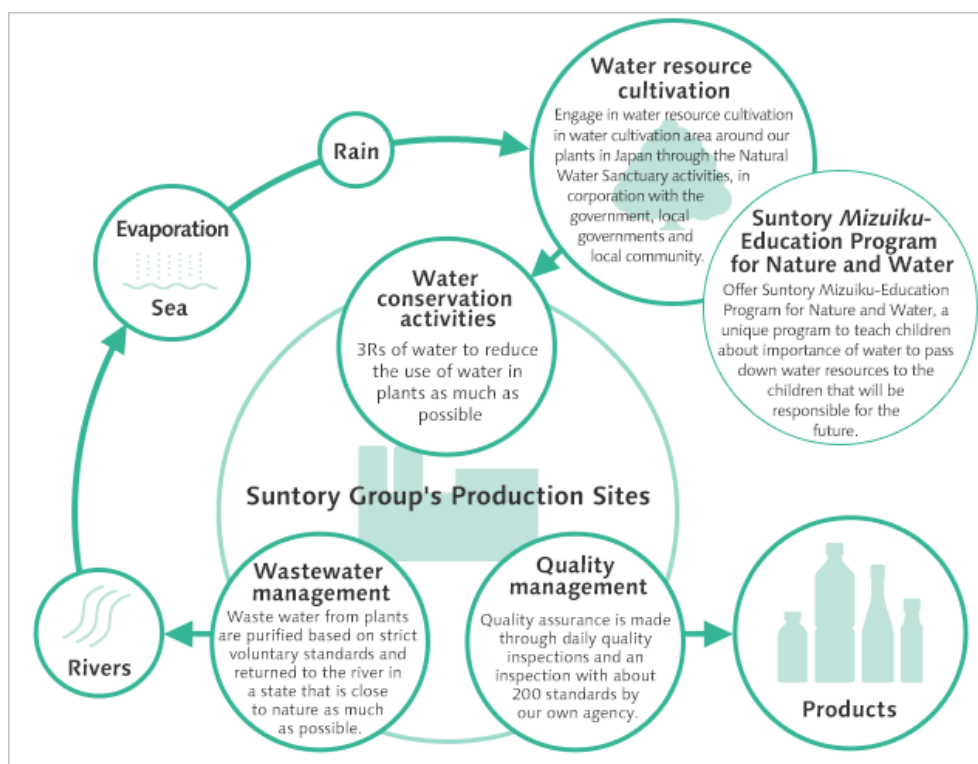 Water resource
cultivation
Engage in water resource cultivation
in water cultivation area around our
plants in Japan through the Natural
Water Sanctuary activities, in
corporation with the
government, local
governments and
local community.
Rain
Suntory Mizuiku-
Education Program
for Nature and Water
Offer Suntory Mizuiku-Education
Program for Nature and Water, a
unique program to teach children
about importance of water to pass
down water resources to the
children that will be
responsible for the
future.
Evaporation
Sea
Water
conservation
activities
3Rs of water to reduce
the use of water in
plants as much as
possible
Suntory Group's Production Sites
Wastewater
management
Waste water from plants
are purified based on strict
voluntary standards and
returned to the river in
a state that is close
to nature as much
as possible.
Quality
management
Quality assurance is made
through daily quality
inspections and an
inspection with about
200 standards by
our own agency.
Rivers
Products